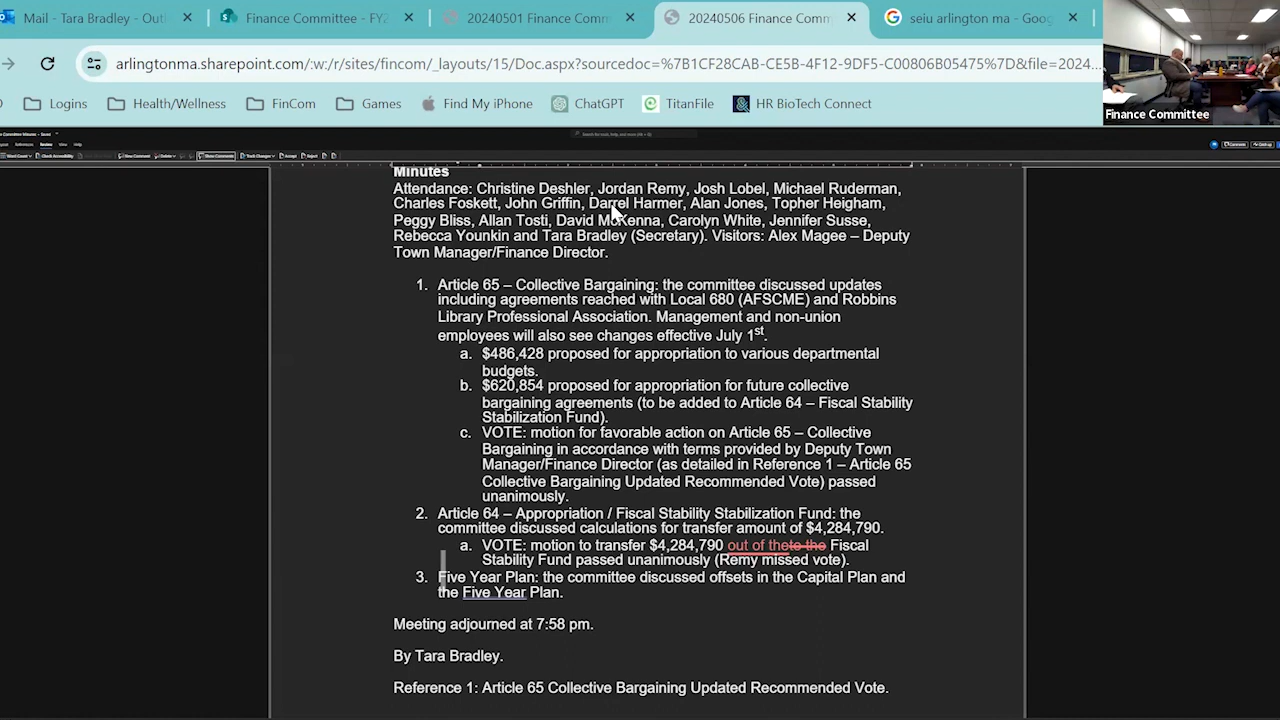 Mail - Tara Bradley - Outl
Finance Committee - FY2
20240501 Finance Comm
20240506 Finance Comm
seiu arlington ma - Goog
arlingtonma.sharepoint.com/:w:/r/sites/fincom/_layouts/15/Doc.aspx?sourcedoc=%7B1CF28CAB-CE5B-4F12-9DF5-C00806B05475%7D&file=2024...
Logins
Health/Wellness
FinCom
Games
Find My iPhone
ChatGPT
TitanFile
HR BioTech Connect
Finance Committee
Minutes
Attendance: Christine Deshler, Jordan Remy, Josh Lobel, Michael Ruderman,
Charles Foskett, John Griffin, Darrel Harmer, Alan Jones, Topher Heigham,
Peggy Bliss, Allan Tosti, David McKenna, Carolyn White, Jennifer Susse,
Rebecca Younkin and Tara Bradley (Secretary). Visitors: Alex Magee – Deputy
Town Manager/Finance Director.
1. Article 65 – Collective Bargaining: the committee discussed updates
including agreements reached with Local 680 (AFSCME) and Robbins
Library Professional Association. Management and non-union
employees will also see changes effective July 1st.
a. $486,428 proposed for appropriation to various departmental
budgets.
b. $620,854 proposed for appropriation for future collective
bargaining agreements (to be added to Article 64 – Fiscal Stability
Stabilization Fund).
c. VOTE: motion for favorable action on Article 65 – Collective
Bargaining in accordance with terms provided by Deputy Town
Manager/Finance Director (as detailed in Reference 1 – Article 65
Collective Bargaining Updated Recommended Vote) passed
unanimously.
2. Article 64 – Appropriation / Fiscal Stability Stabilization Fund: the
committee discussed calculations for transfer amount of $4,284,790.
a. VOTE: motion to transfer $4,284,790 out of theto the Fiscal
Stability Fund passed unanimously (Remy missed vote).
3. Five Year Plan: the committee discussed offsets in the Capital Plan and
the Five Year Plan.
Meeting adjourned at 7:58 pm.
By Tara Bradley.
Reference 1: Article 65 Collective Bargaining Updated Recommended Vote.